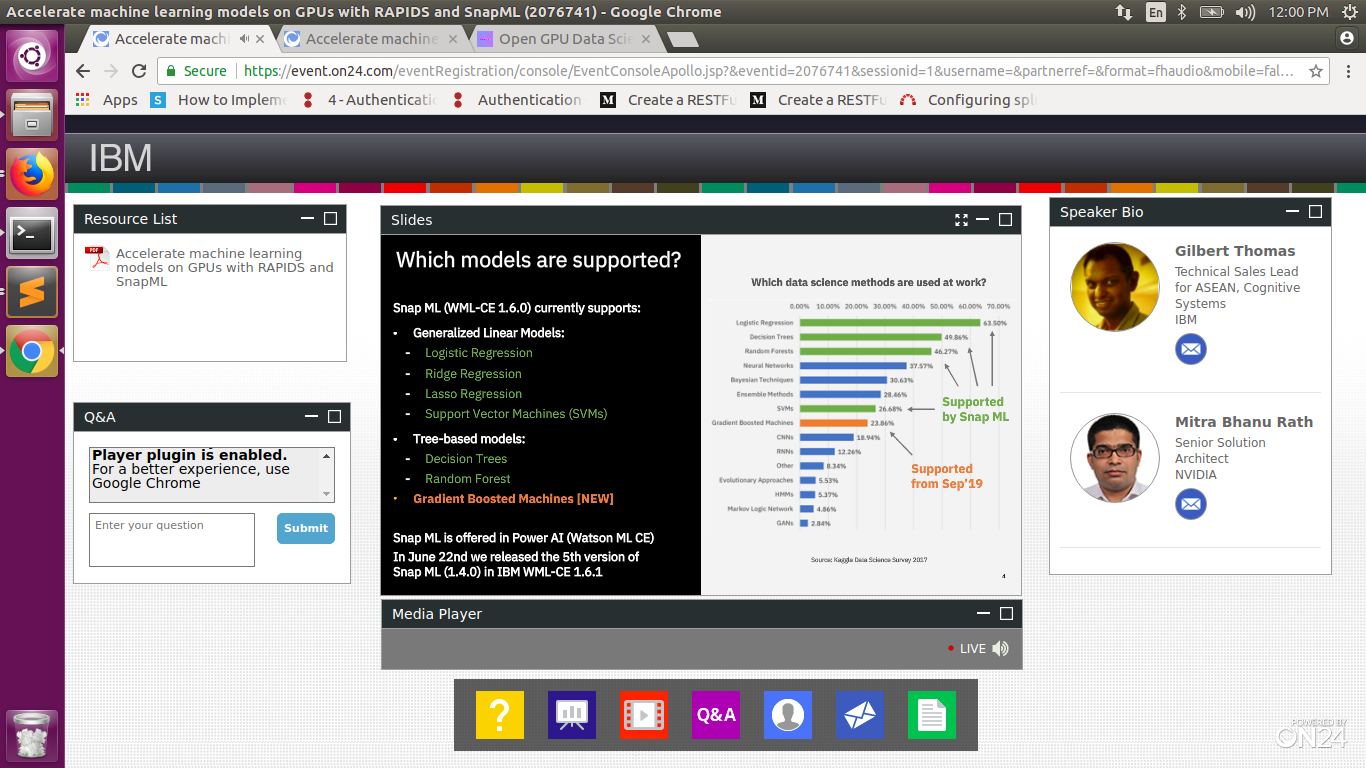 Accelerate machine learning models on GPUs with RAPIDS and SnapML (2076741) - Google Chrome
En
12:00 PM
Accelerate machi
Accelerate machine
Open GPU Data Scie
Secure
https://event.on24.com/eventRegistration/console/EventConsoleApollo.jsp?&eventid=2076741&sessionid=1&username=&partnerref=&format=fhaudio&mobile=fal...
Apps
S
How to Impleme
4 - Authenticatio
Authentication
M
Create a RESTFu
M
Create a RESTFu
Configuring spl
IBM
Resource List
PDF
Accelerate machine learning
models on GPUs with RAPIDS and
SnapML
Q&A
Player plugin is enabled.
For a better experience, use
Google Chrome
Enter your question
Submit
Slides
Which models are supported?
Snap ML (WML-CE 1.6.0) currently supports:
• Generalized Linear Models:
- Logistic Regression
- Ridge Regression
- Lasso Regression
- Support Vector Machines (SVMs)
• Tree-based models:
- Decision Trees
- Random Forest
• Gradient Boosted Machines [NEW]
Snap ML is offered in Power AI (Watson ML CE)
In June 22nd we released the 5th version of
Snap ML (1.4.0) in IBM WML-CE 1.6.1
Which data science methods are used at work?
0.00% 10.00% 20.00% 30.00% 40.00% 50.00% 60.00% 70.00%
Logistic Regression 63.50%
Decision Trees 49.86%
Random Forests 46.27%
Neural Networks 37.57%
Bayesian Techniques 30.63%
Ensemble Methods 28.46%
SVMs 26.68%
Gradient Boosted Machines 23.86%
CNNs 18.94%
RNNs 12.26%
Other 8.34%
Evolutionary Approaches 5.53%
HMMs 5.37%
Markov Logic Network 4.86%
GANs 2.84%
Supported
by Snap ML
Supported
from Sep'19
Source: Kaggle Data Science Survey 2017
4
Media Player
LIVE
Speaker Bio
Gilbert Thomas
Technical Sales Lead
for ASEAN, Cognitive
Systems
IBM
Mitra Bhanu Rath
Senior Solution
Architect
NVIDIA
?
Q&A
POWERED BY
ON24